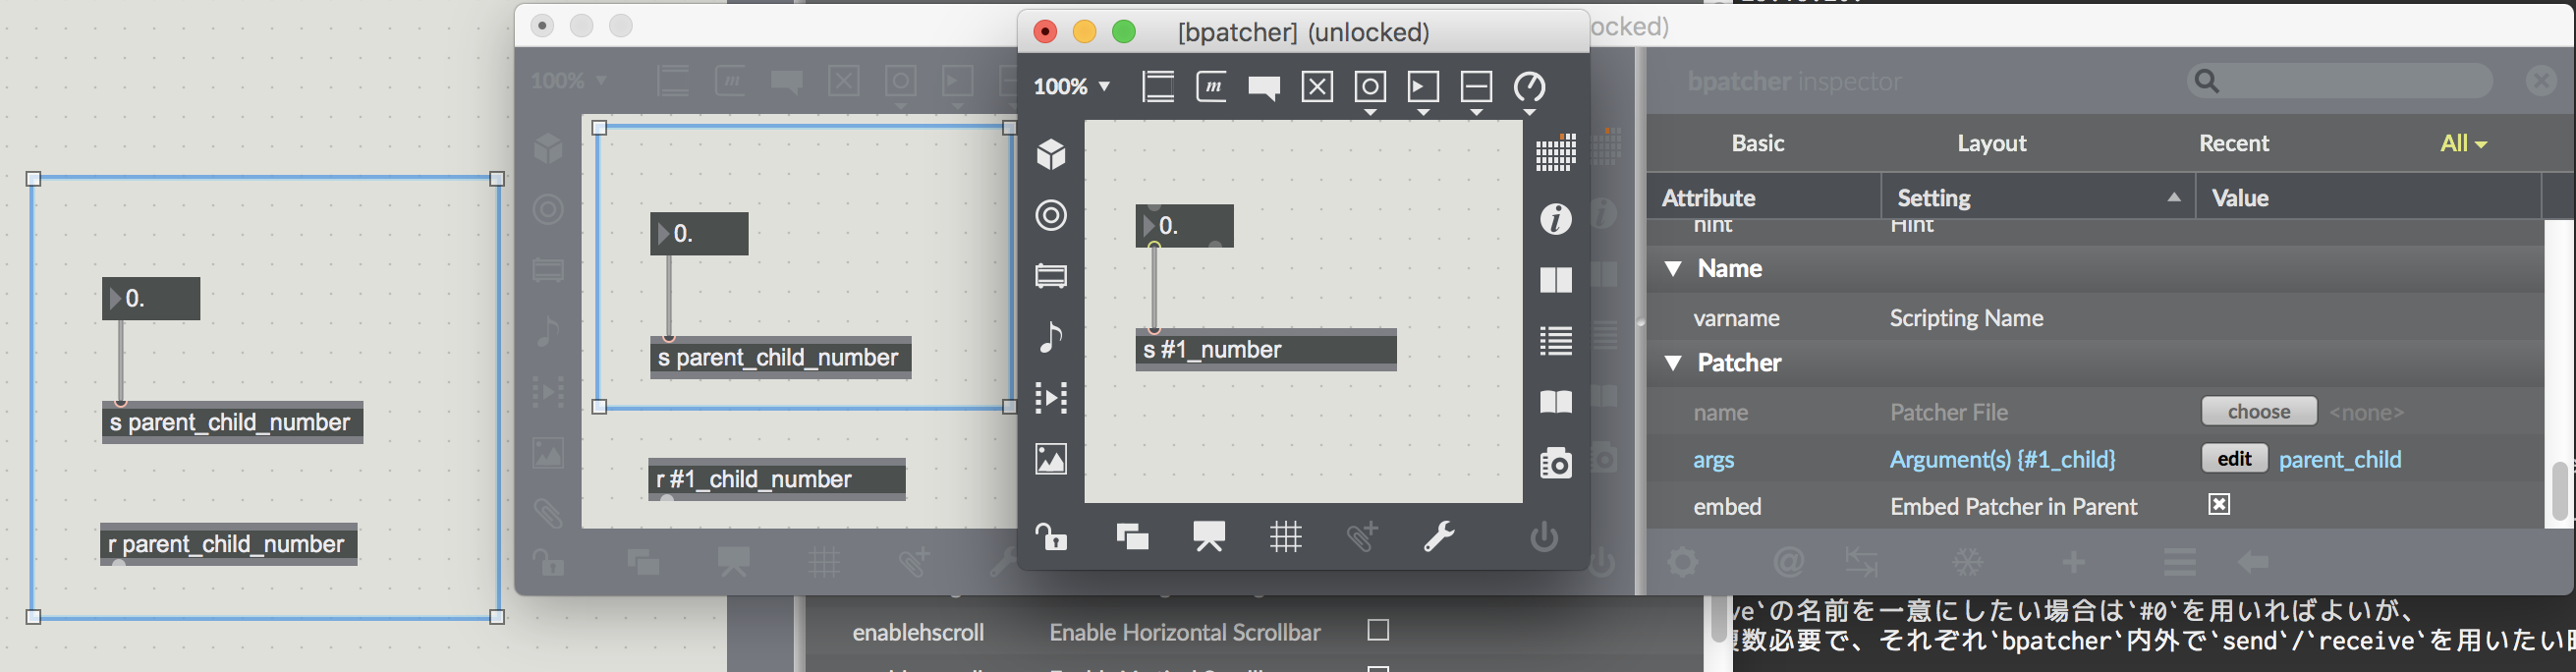 0.
s parent_child_number
r parent_child_number
100%
0.
s parent_child_number
r #1_child_number
[bpatcher] (unlocked)
100%
m
0.
s #1_number
ocked)
bpatcher inspector
Basic Layout Recent All
Attribute Setting Value
hint Hint
Name
varname Scripting Name
Patcher
name Patcher File choose <none>
args Argument(s) {#1_child} edit parent_child
embed Embed Patcher in Parent
enablehscroll Enable Horizontal Scrollbar
ve`の名前を一意にしたい場合は`#0`を用いればよいが、
複数必要で、それぞれ`bpatcher`内外で`send`/`receive`を用いたい